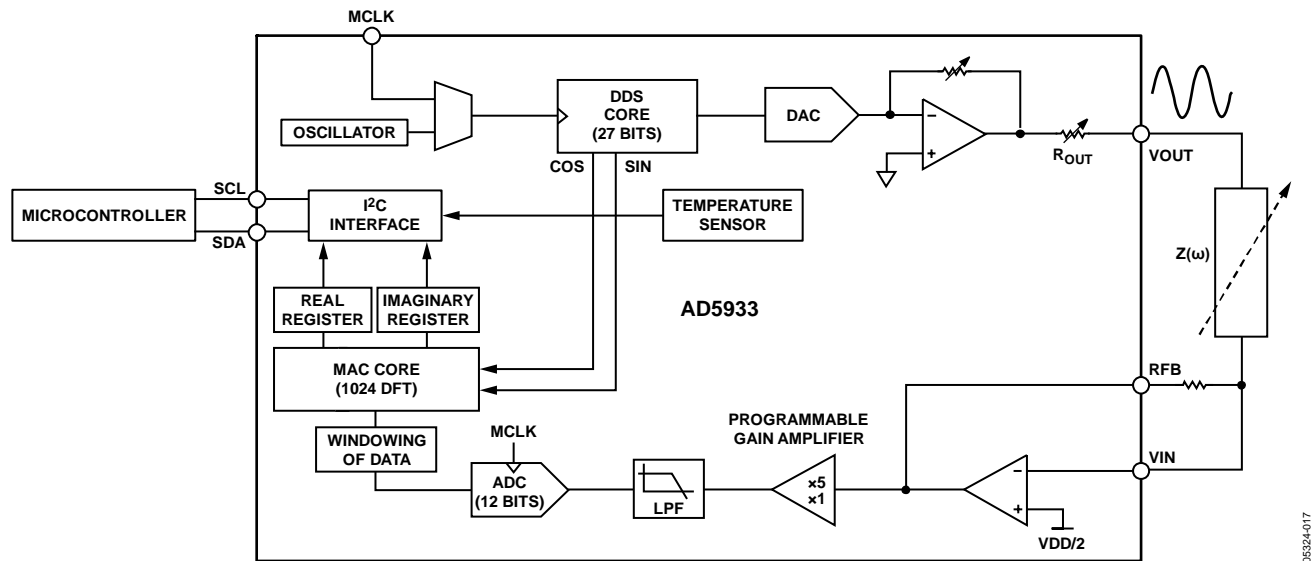 MCLK
DDS
CORE
(27 BITS)
DAC
OSCILLATOR
R_OUT
VOUT
COS
SIN
SCL
MICROCONTROLLER
SDA
I²C
INTERFACE
TEMPERATURE
SENSOR
Z(ω)
REAL
REGISTER
IMAGINARY
REGISTER
AD5933
MAC CORE
(1024 DFT)
RFB
PROGRAMMABLE
GAIN AMPLIFIER
WINDOWING
OF DATA
MCLK
ADC
(12 BITS)
LPF
×5
×1
VIN
VDD/2
−
+
−
+
05324-017